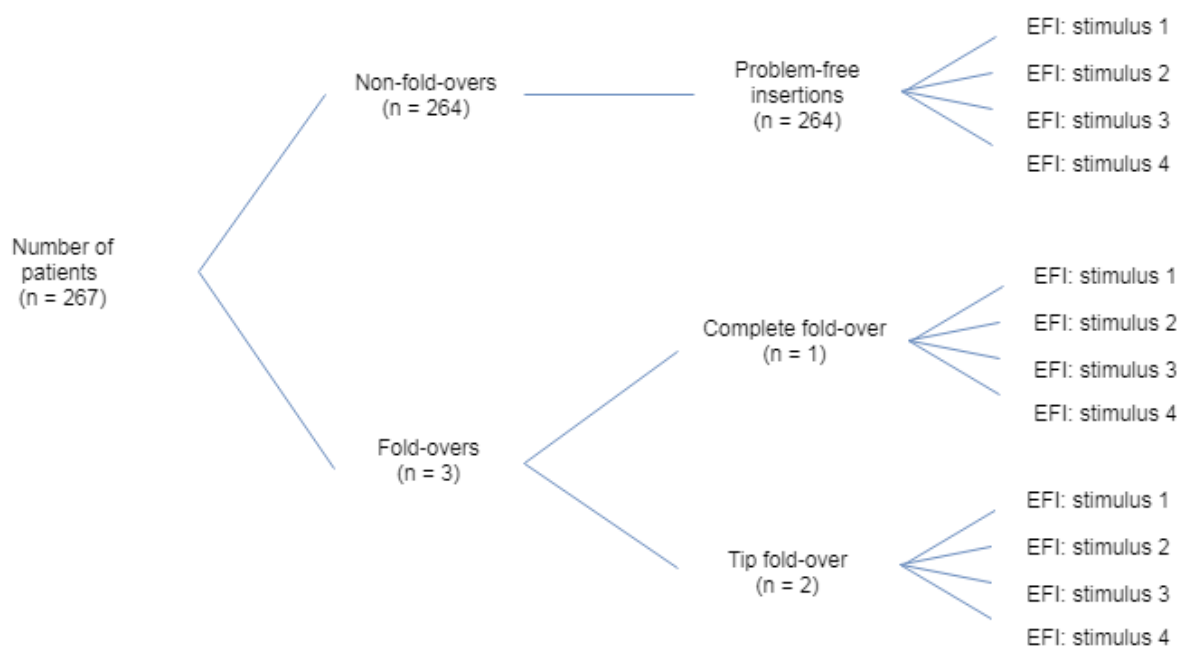 Number of
patients
(n = 267)
Non-fold-overs
(n = 264)
Problem-free
insertions
(n = 264)
EFI: stimulus 1
EFI: stimulus 2
EFI: stimulus 3
EFI: stimulus 4
Fold-overs
(n = 3)
Complete fold-over
(n = 1)
EFI: stimulus 1
EFI: stimulus 2
EFI: stimulus 3
EFI: stimulus 4
Tip fold-over
(n = 2)
EFI: stimulus 1
EFI: stimulus 2
EFI: stimulus 3
EFI: stimulus 4